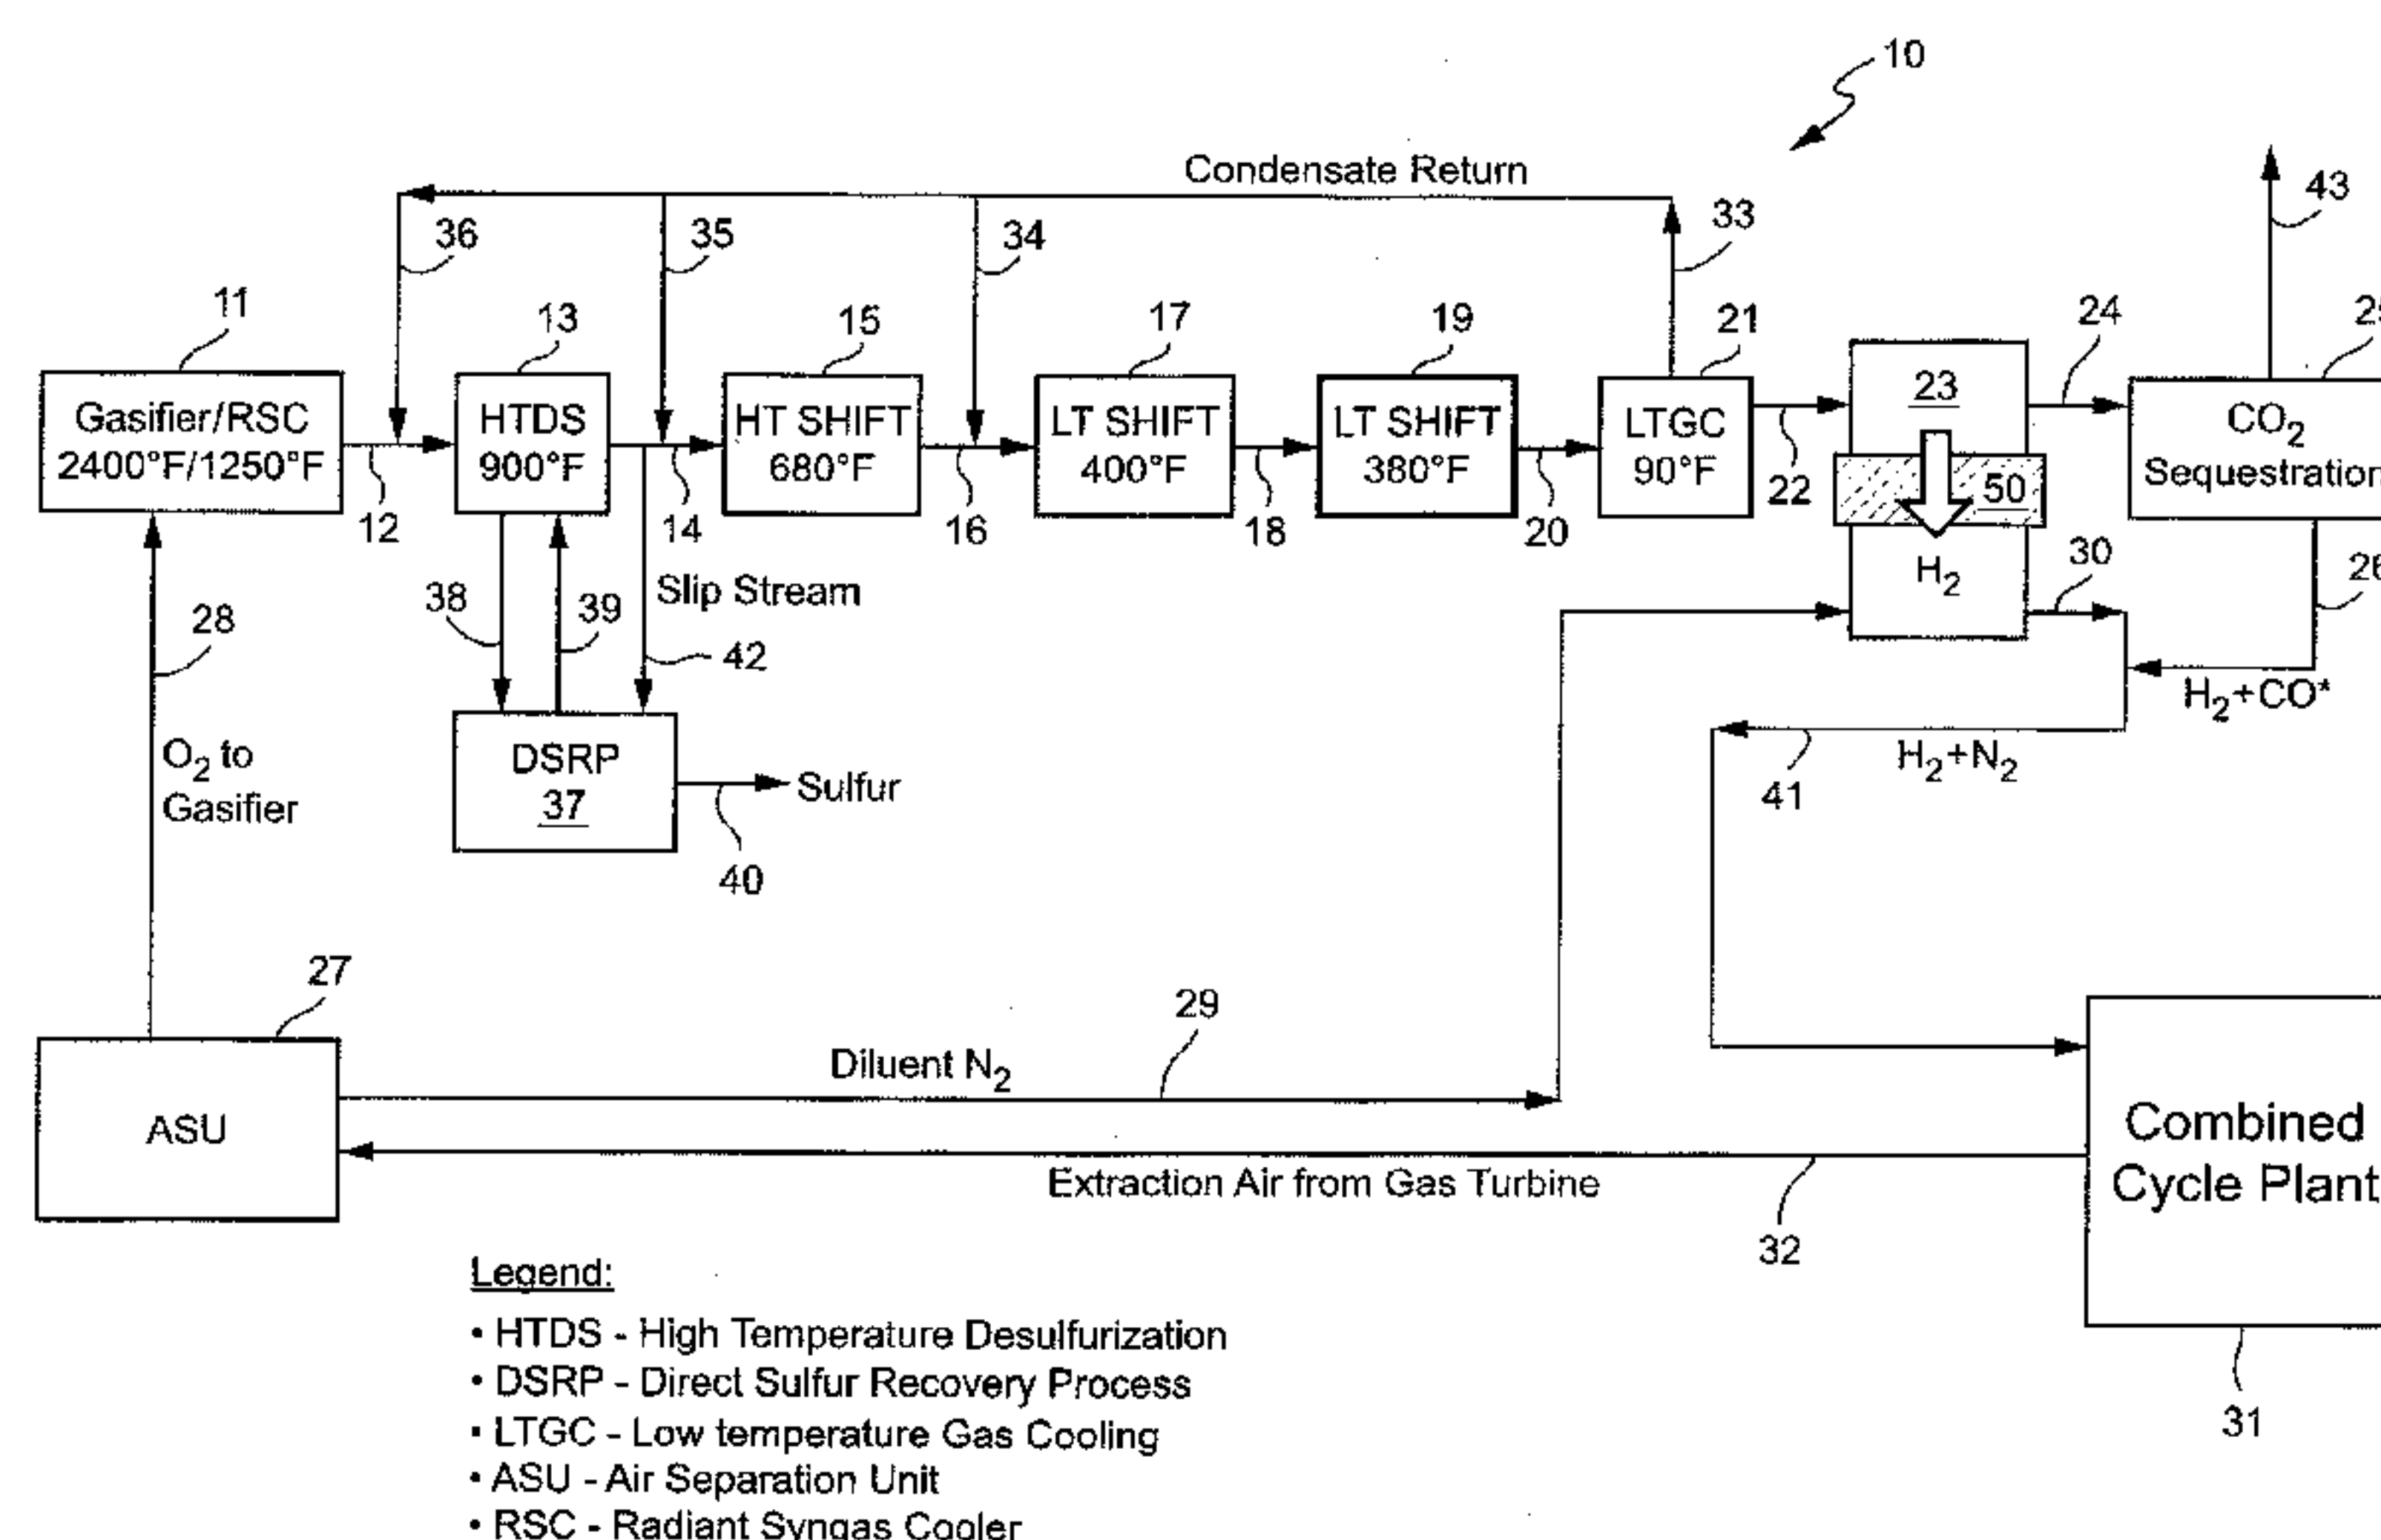 10
Condensate Return
43
36
35
34
33
11
13
15
17
19
21
24
Gasifier/RSC
2400°F/1250°F
HTDS
900°F
HT SHIFT
680°F
LT SHIFT
400°F
LT SHIFT
380°F
LTGC
90°F
23
50
H2
CO2
Sequestration
12
14
16
18
20
22
30
38
39
Slip Stream
42
28
O2 to
Gasifier
DSRP
37
Sulfur
40
H2+CO*
H2+N2
41
27
29
ASU
Diluent N2
Extraction Air from Gas Turbine
32
Combined
Cycle Plant
31
Legend:
• HTDS - High Temperature Desulfurization
• DSRP - Direct Sulfur Recovery Process
• LTGC - Low temperature Gas Cooling
• ASU - Air Separation Unit
• RSC - Radiant Syngas Cooler